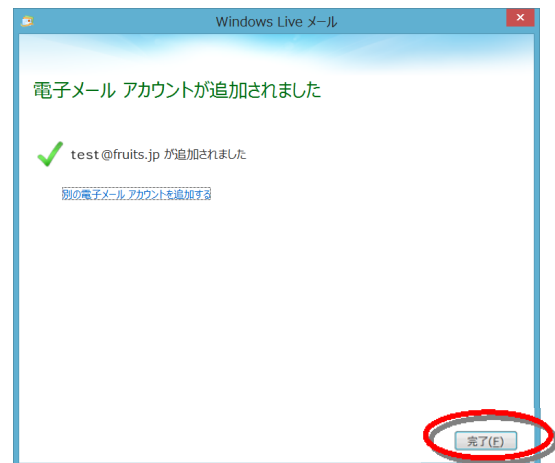 Windows Live メール
電子メール アカウントが追加されました
test@fruits.jp が追加されました
別の電子メール アカウントを追加する
完了(F)